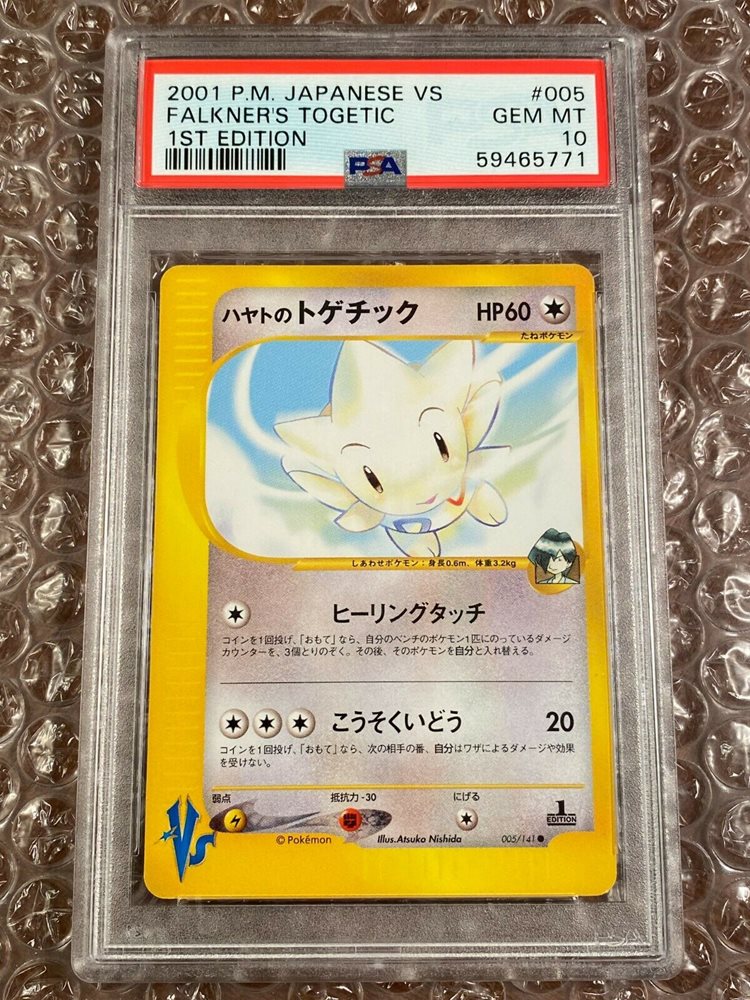 2001 P.M. JAPANESE VS #005
FALKNER'S TOGETIC GEM MT
1ST EDITION 10
PSA 59465771
ハヤトのトゲチック HP60
たねポケモン
しあわせポケモン：身長0.6m、体重3.2kg
ヒーリングタッチ
コインを1回投げ、「おもて」なら、自分のベンチのポケモン1匹にのっているダメージ
カウンターを、3個とりのぞく。その後、そのポケモンを自分と入れ替える。
こうそくいどう 20
コインを1回投げ、「おもて」なら、次の相手の番、自分はワザによるダメージや効果
を受けない。
弱点 抵抗力-30 にげる
1
EDITION
VS
©Pokémon Illus.Atsuko Nishida 005/141